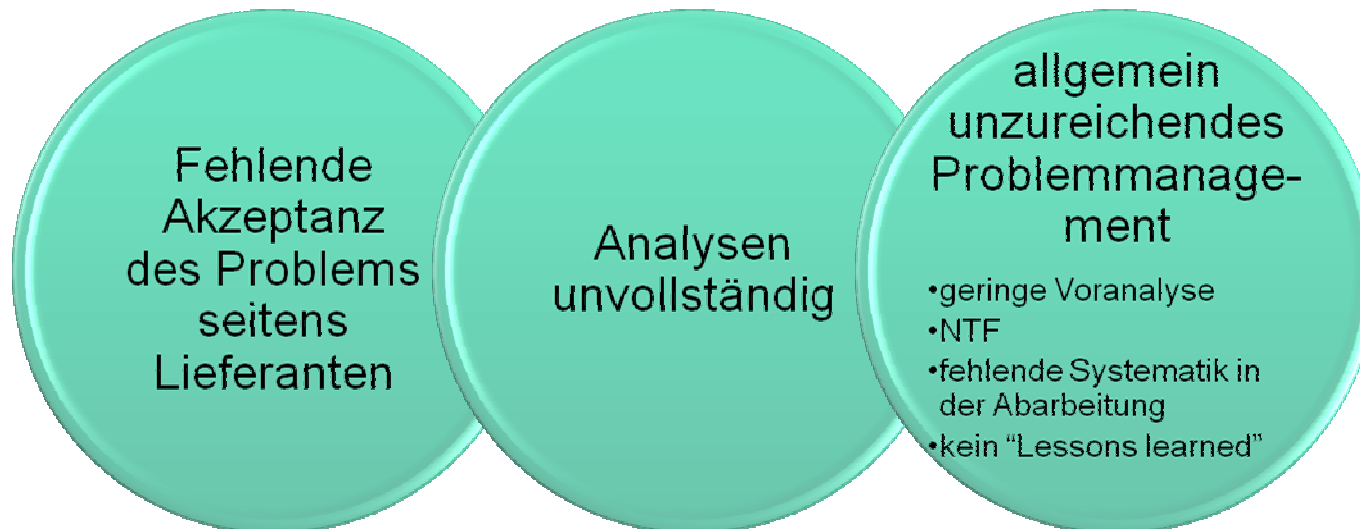 Fehlende
Akzeptanz
des Problems
seitens
Lieferanten
Analysen
unvollständig
allgemein
unzureichendes
Problemmanage-
ment
•geringe Voranalyse
•NTF
•fehlende Systematik in
der Abarbeitung
•kein “Lessons learned”